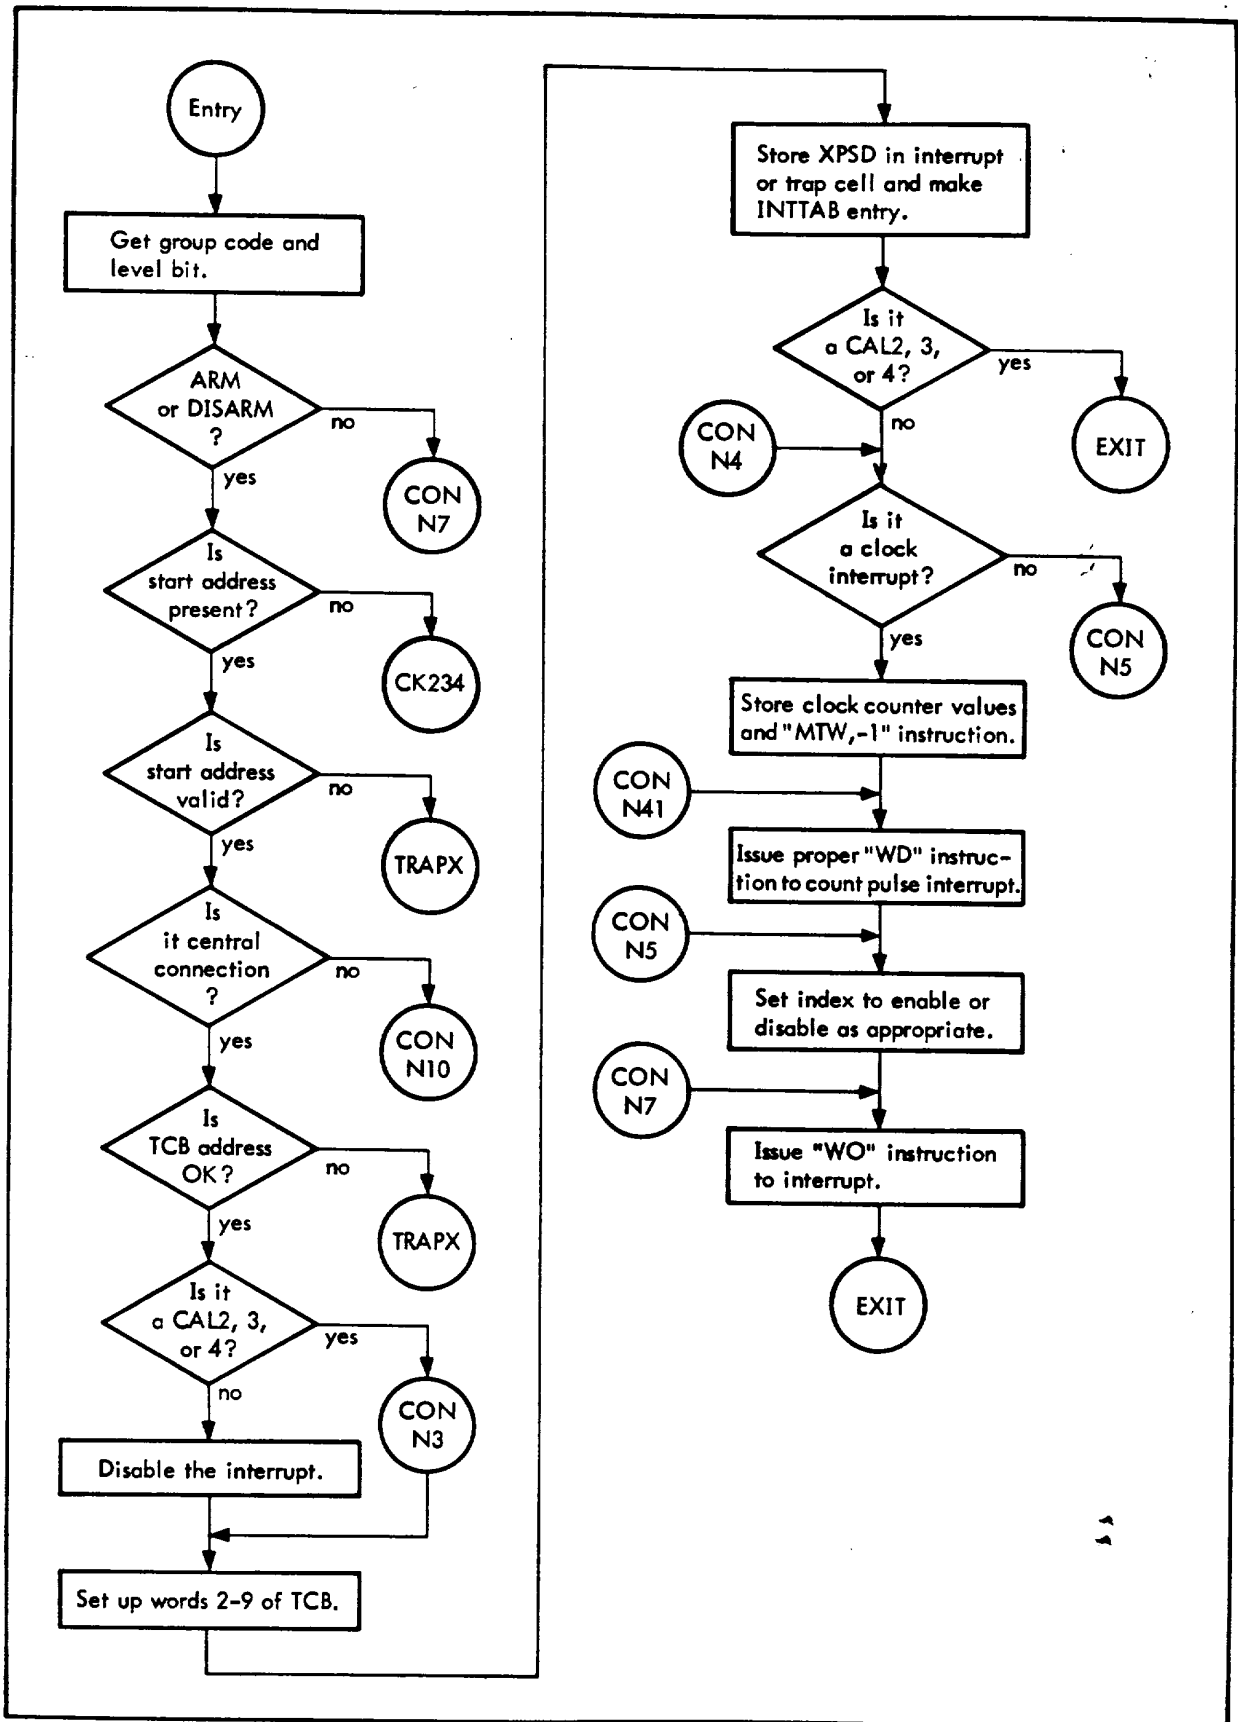 Entry
Get group code and
level bit.
ARM
or DISARM
?
no
yes
CON
N7
Is
start address
present?
no
yes
CK234
Is
start address
valid?
no
yes
TRAPX
Is
it central
connection
?
no
yes
CON
N10
Is
TCB address
OK?
no
yes
TRAPX
Is it
a CAL2, 3,
or 4?
yes
no
CON
N3
Disable the interrupt.
Set up words 2-9 of TCB.
Store XPSD in interrupt
or trap cell and make
INTTAB entry.
Is it
a CAL2, 3,
or 4?
yes
no
EXIT
CON
N4
Is it
a clock
interrupt?
no
yes
CON
N5
Store clock counter values
and "MTW,-1" instruction.
CON
N41
Issue proper "WD" instruc-
tion to count pulse interrupt.
CON
N5
Set index to enable or
disable as appropriate.
CON
N7
Issue "WO" instruction
to interrupt.
EXIT